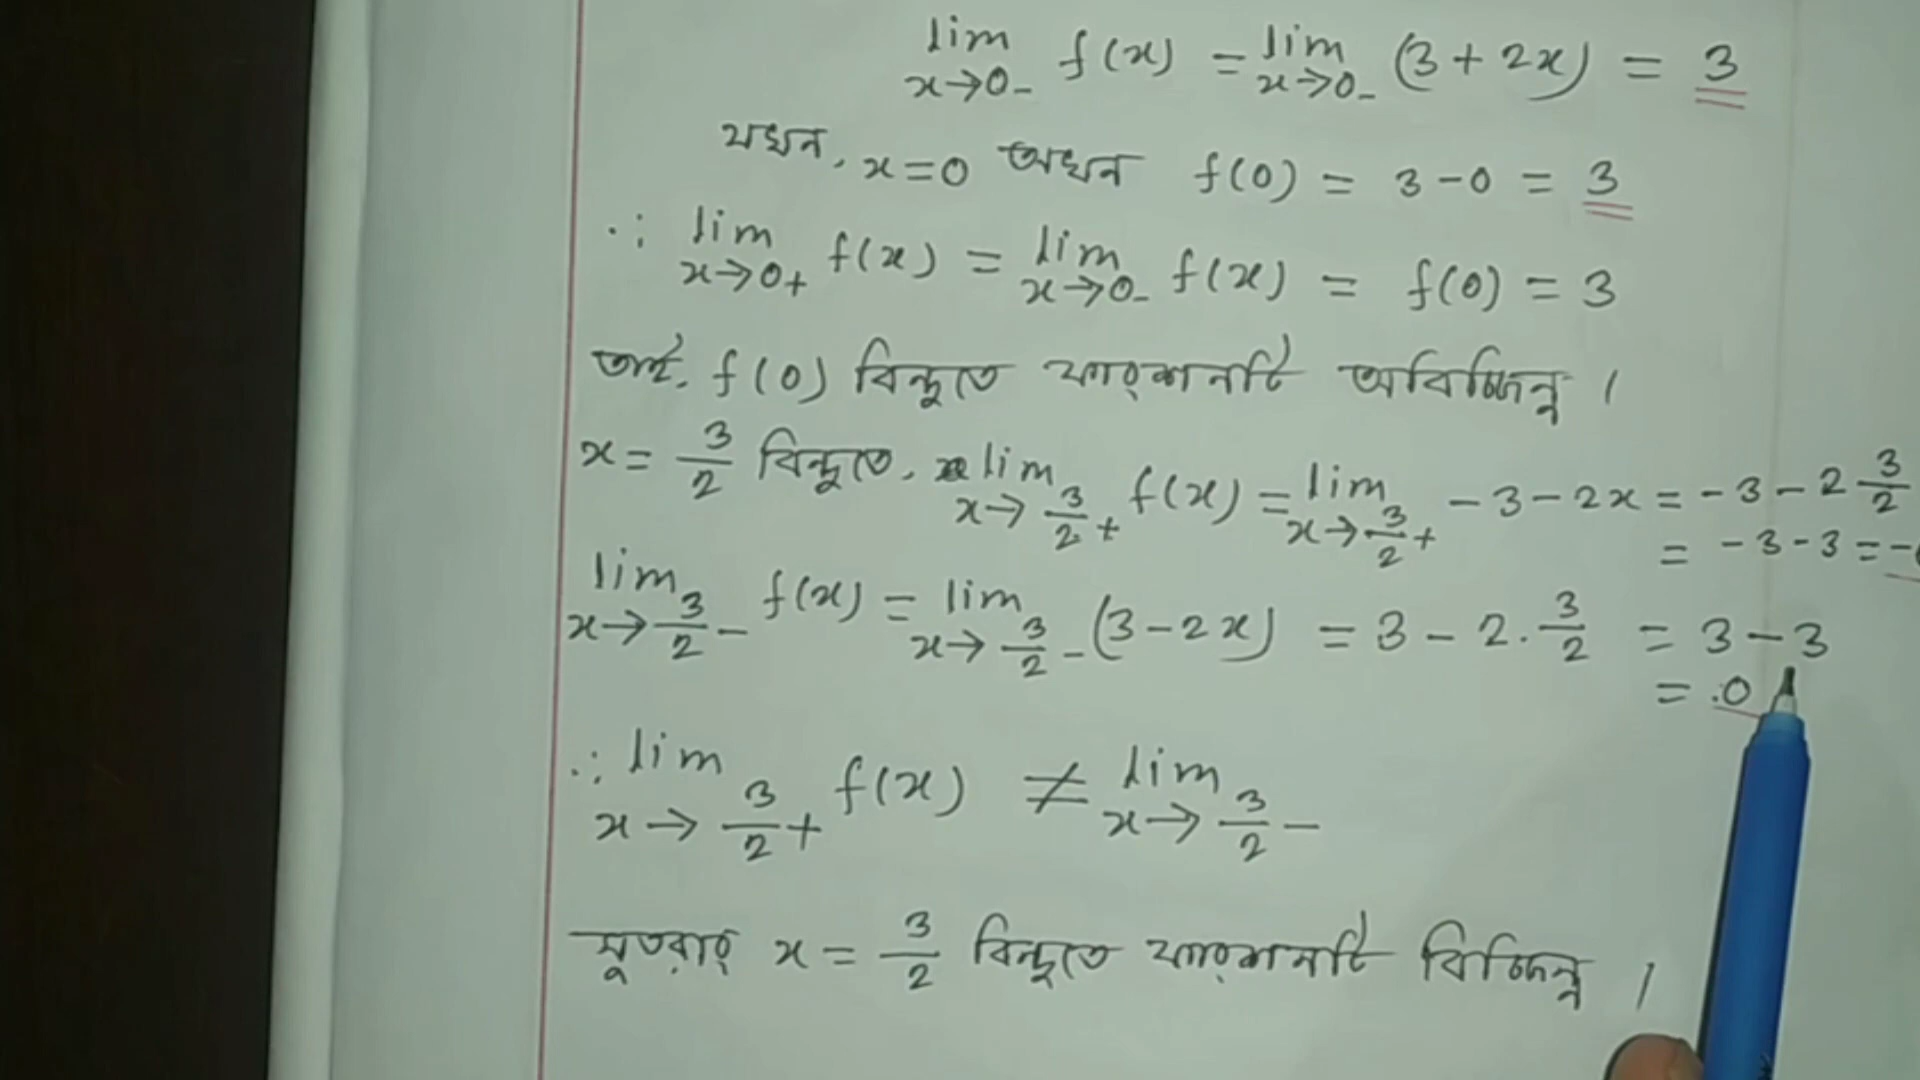 lim x→0- f(x) = lim x→0- (3+2x) = 3
যখন, x=0 তখন f(0) = 3-0 = 3
∴ lim x→0+ f(x) = lim x→0- f(x) = f(0) = 3
f(0) বিন্দুতে ফাংশনটি অবিচ্ছিন্ন ।
x = 3/2 বিন্দুতে, lim x→3/2+ f(x) = lim x→3/2+ -3-2x = -3-2 3/2
= -3-3 = -
lim x→3/2- f(x) = lim x→3/2- (3-2x) = 3-2.3/2 = 3-3
= 0
∴ lim x→3/2+ f(x) ≠ lim x→3/2-
সুতরাং x = 3/2 বিন্দুতে ফাংশনটি বিচ্ছিন্ন ।